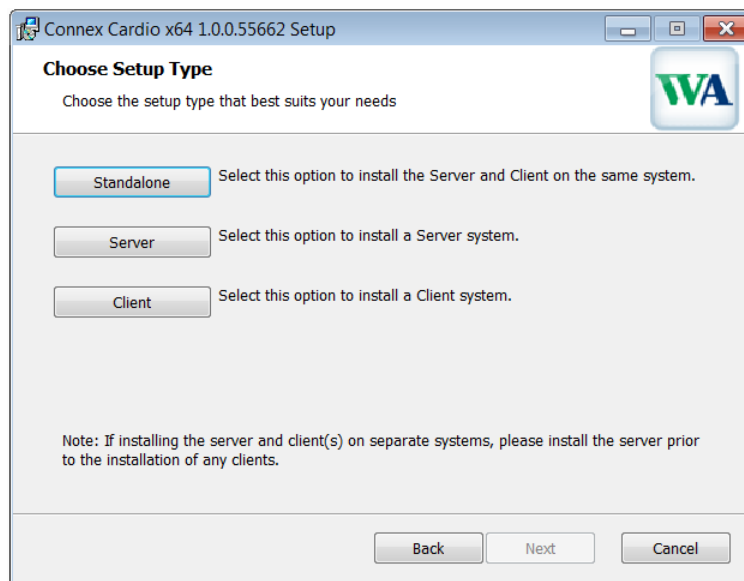 Connex Cardio x64 1.0.0.55662 Setup
Choose Setup Type
Choose the setup type that best suits your needs
WA
Standalone
Select this option to install the Server and Client on the same system.
Server
Select this option to install a Server system.
Client
Select this option to install a Client system.
Note: If installing the server and client(s) on separate systems, please install the server prior
to the installation of any clients.
Back
Next
Cancel